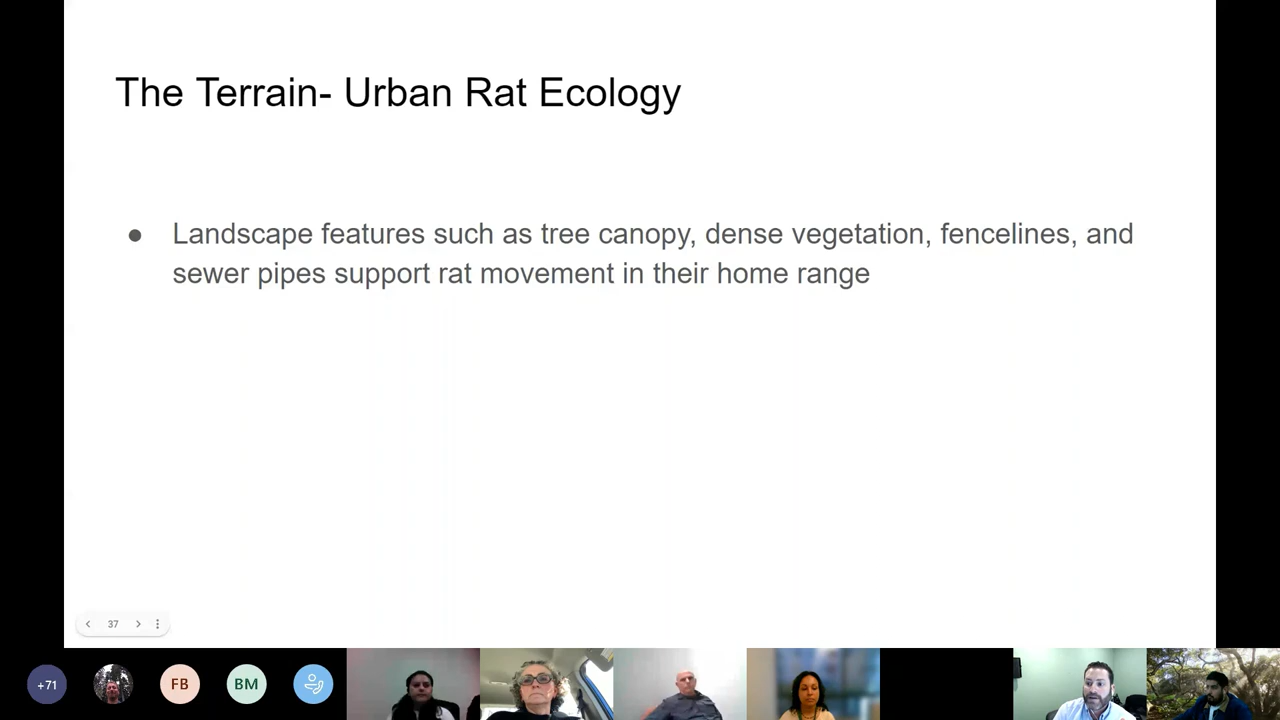 The Terrain- Urban Rat Ecology
● Landscape features such as tree canopy, dense vegetation, fencelines, and
sewer pipes support rat movement in their home range
37
+71
FB
BM